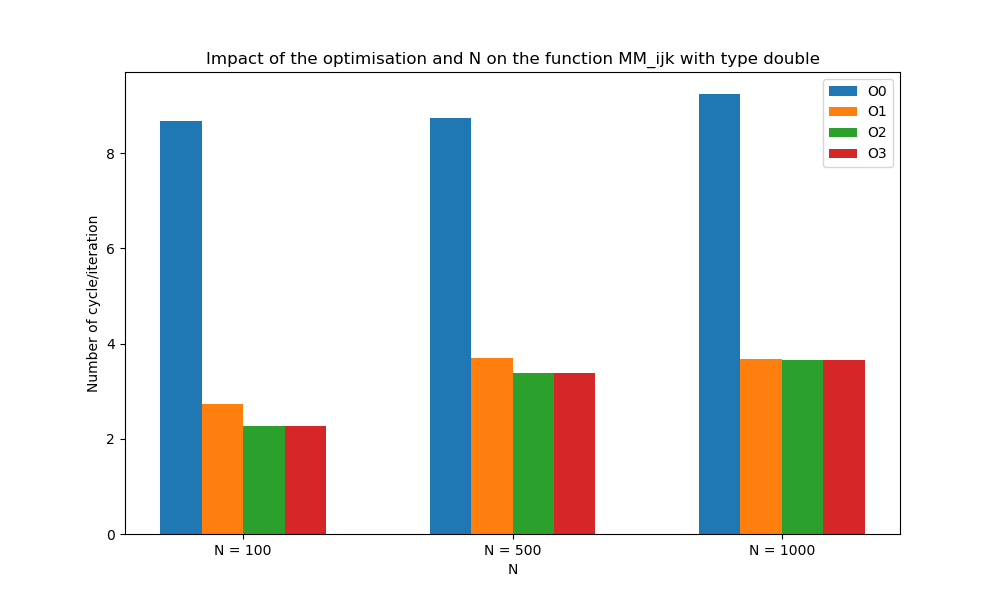 Impact of the optimisation and N on the function MM_ijk with type double
O0
O1
O2
O3
Number of cycle/iteration
8
6
4
2
0
N = 100
N = 500
N = 1000
N